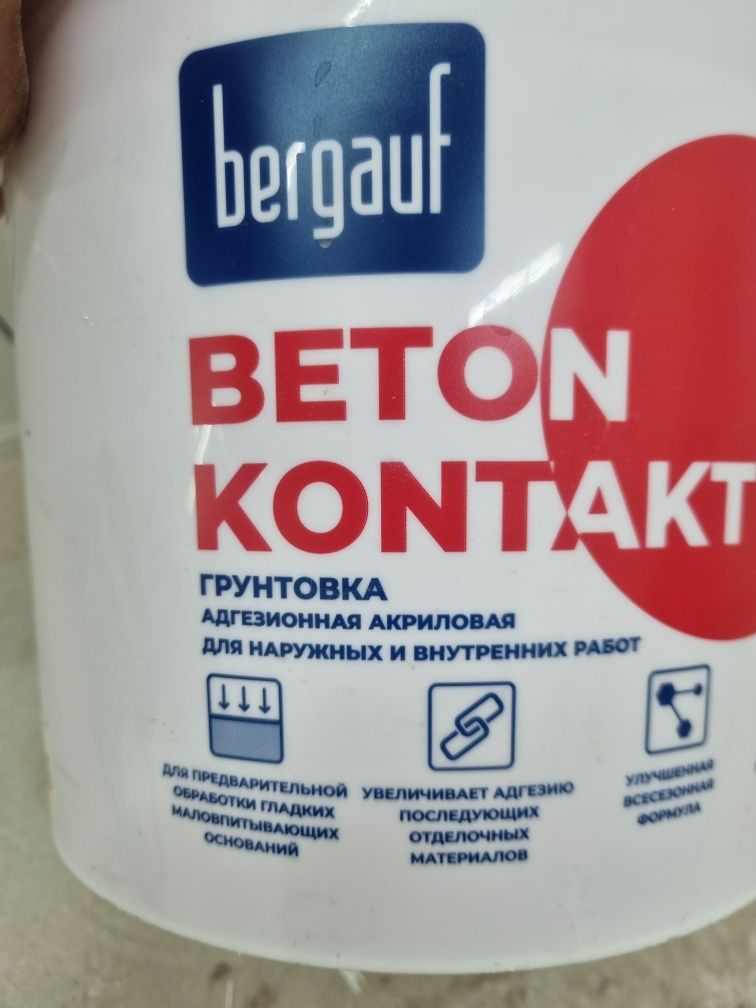 bergauf
BETON
KONTAKT
ГРУНТОВКА
АДГЕЗИОННАЯ АКРИЛОВАЯ
ДЛЯ НАРУЖНЫХ И ВНУТРЕННИХ РАБОТ
ДЛЯ ПРЕДВАРИТЕЛЬНОЙ
ОБРАБОТКИ ГЛАДКИХ
МАЛОВПИТЫВАЮЩИХ
ОСНОВАНИЙ
УВЕЛИЧИВАЕТ АДГЕЗИЮ
ПОСЛЕДУЮЩИХ
ОТДЕЛОЧНЫХ
МАТЕРИАЛОВ
УЛУЧШЕННАЯ
ВСЕСЕЗОННАЯ
ФОРМУЛА